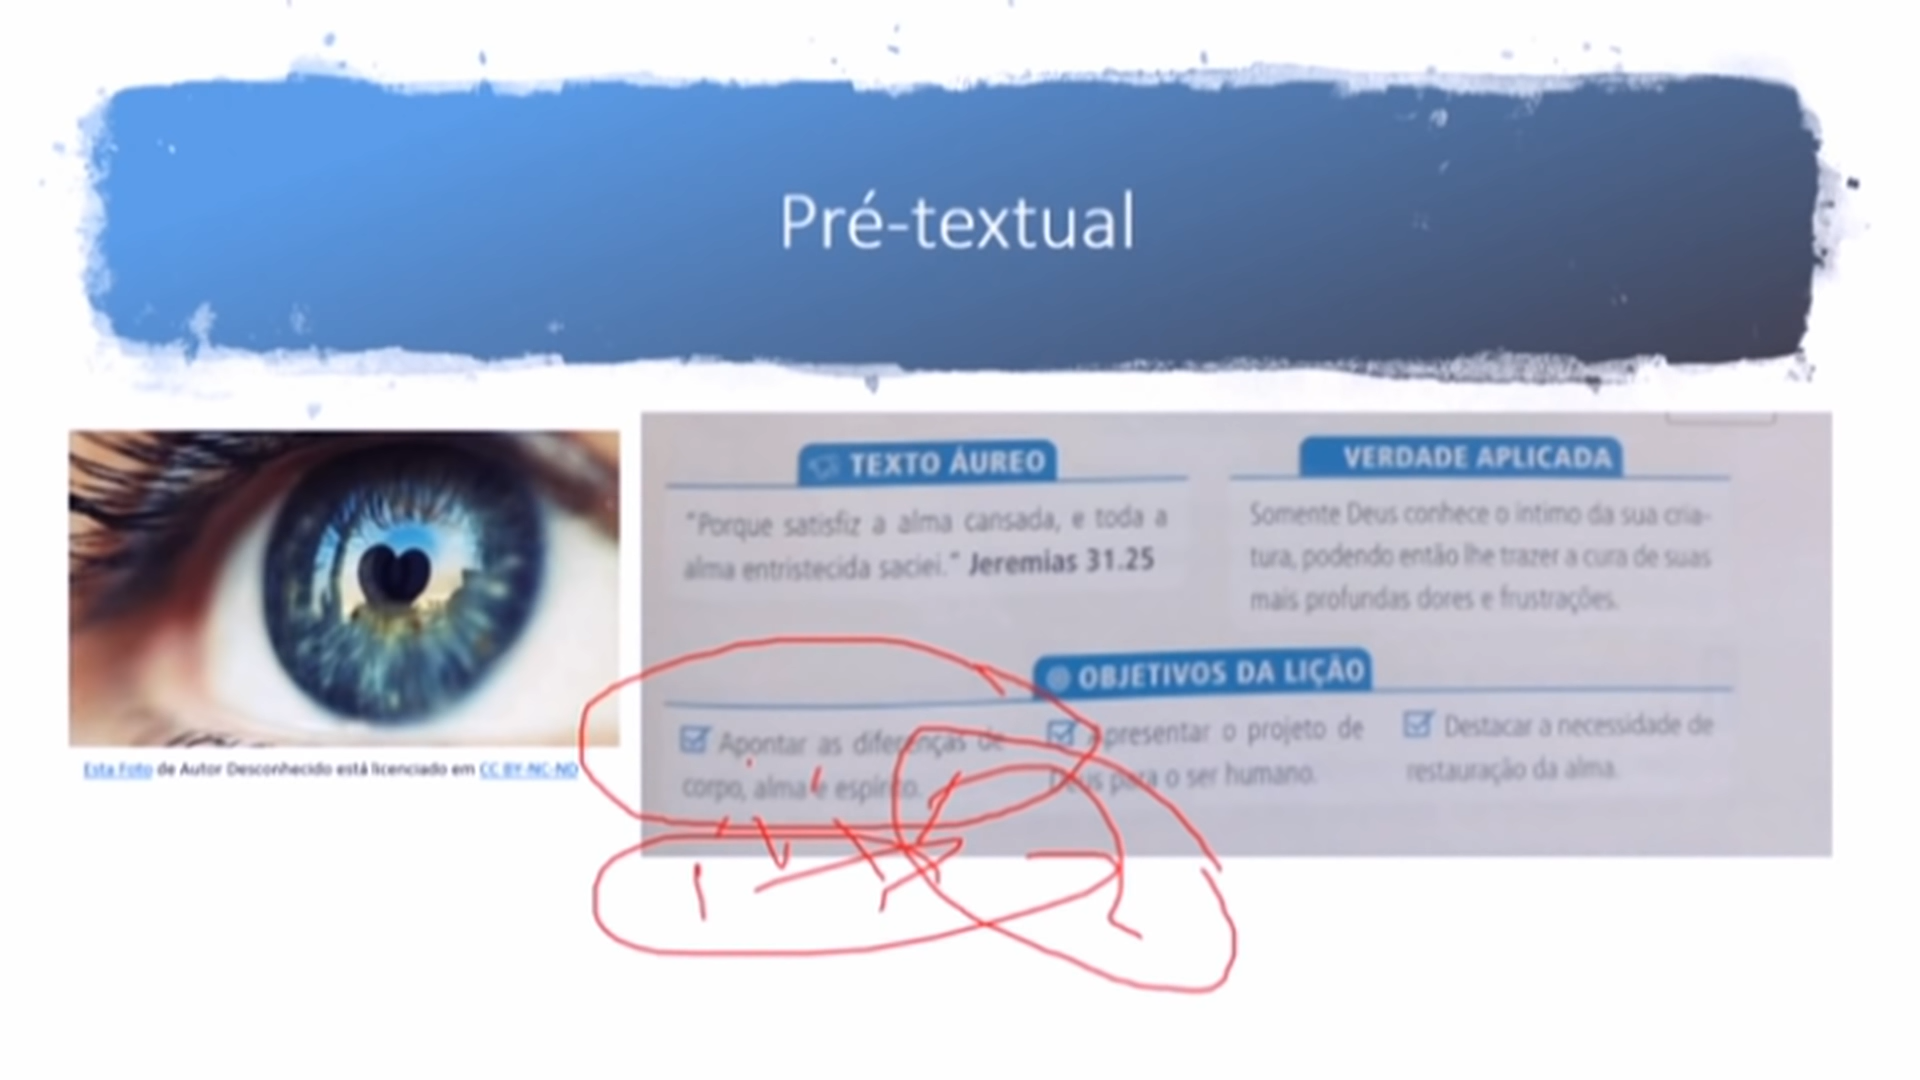 Pré-textual
TEXTO ÁUREO
"Porque satisfiz a alma cansada, e toda a
alma entristecida saciei." Jeremias 31.25
VERDADE APLICADA
Somente Deus conhece o íntimo da sua cria-
tura, podendo então lhe trazer a cura de suas
mais profundas dores e frustrações.
OBJETIVOS DA LIÇÃO
Apontar as diferenças de
corpo, alma e espírito.
Apresentar o projeto de
Deus para o ser humano.
Destacar a necessidade de
restauração da alma.
Esta Foto de Autor Desconhecido está licenciado em CC BY-NC-ND